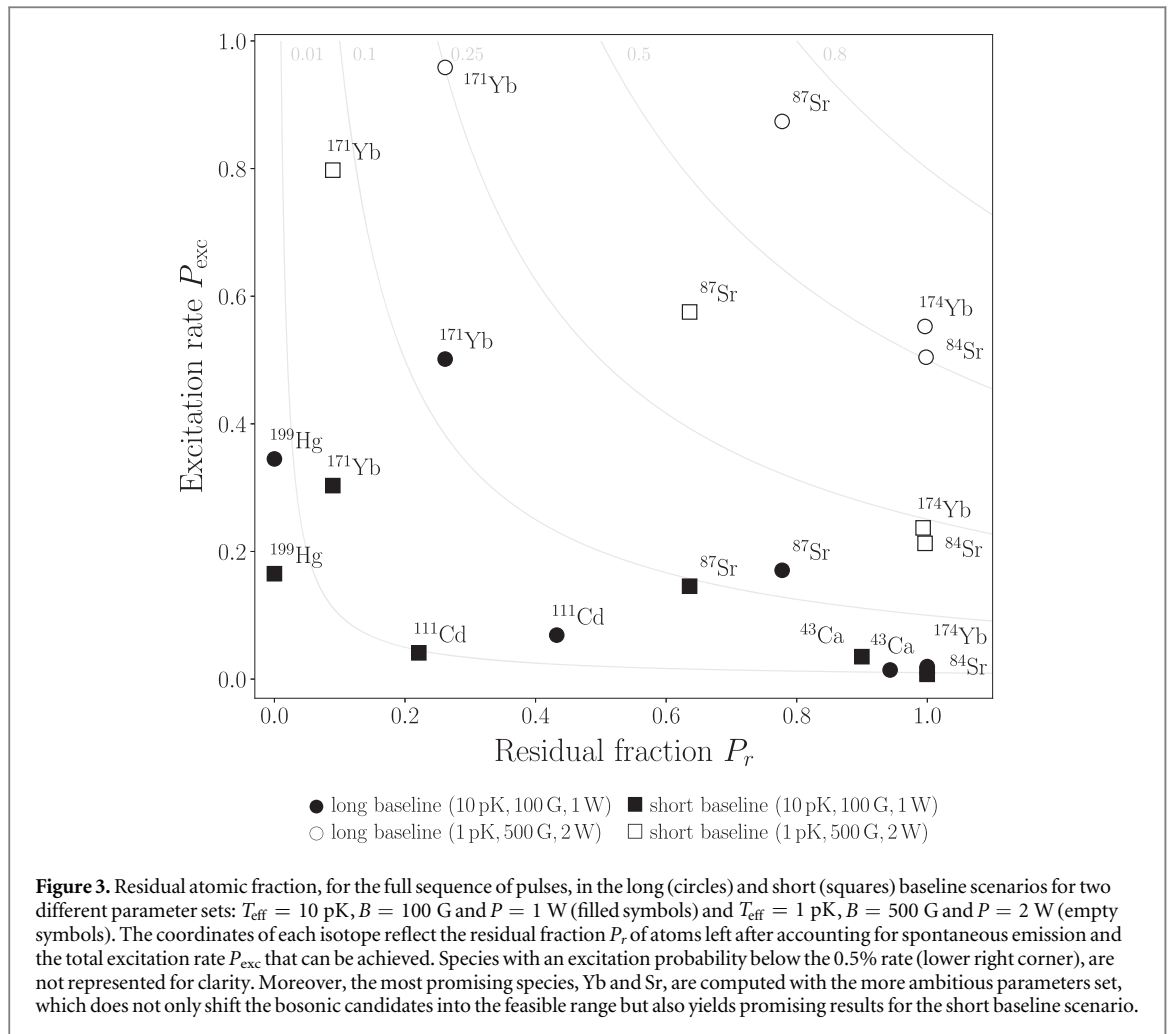 1.0 0.01 0.1 0.25 0.5 0.8
¹⁷¹Yb
⁸⁷Sr
¹⁷¹Yb
0.8
0.6
⁸⁷Sr
¹⁷⁴Yb
¹⁷¹Yb
⁸⁴Sr
0.4
¹⁹⁹Hg
¹⁷¹Yb
¹⁷⁴Yb
0.2
¹⁹⁹Hg
⁸⁷Sr
⁸⁷Sr
⁸⁴Sr
¹¹¹Cd
¹¹¹Cd
⁴³Ca
⁴³Ca
¹⁷⁴Yb
⁸⁴Sr
0.0
Excitation rate P_exc
0.0 0.2 0.4 0.6 0.8 1.0
Residual fraction P_r
long baseline (10 pK, 100 G, 1 W) short baseline (10 pK, 100 G, 1 W)
long baseline (1 pK, 500 G, 2 W) short baseline (1 pK, 500 G, 2 W)
Figure 3. Residual atomic fraction, for the full sequence of pulses, in the long (circles) and short (squares) baseline scenarios for two
different parameter sets: T_eff = 10 pK, B = 100 G and P = 1 W (filled symbols) and T_eff = 1 pK, B = 500 G and P = 2 W (empty
symbols). The coordinates of each isotope reflect the residual fraction P_r of atoms left after accounting for spontaneous emission and
the total excitation rate P_exc that can be achieved. Species with an excitation probability below the 0.5% rate (lower right corner), are
not represented for clarity. Moreover, the most promising species, Yb and Sr, are computed with the more ambitious parameters set,
which does not only shift the bosonic candidates into the feasible range but also yields promising results for the short baseline scenario.